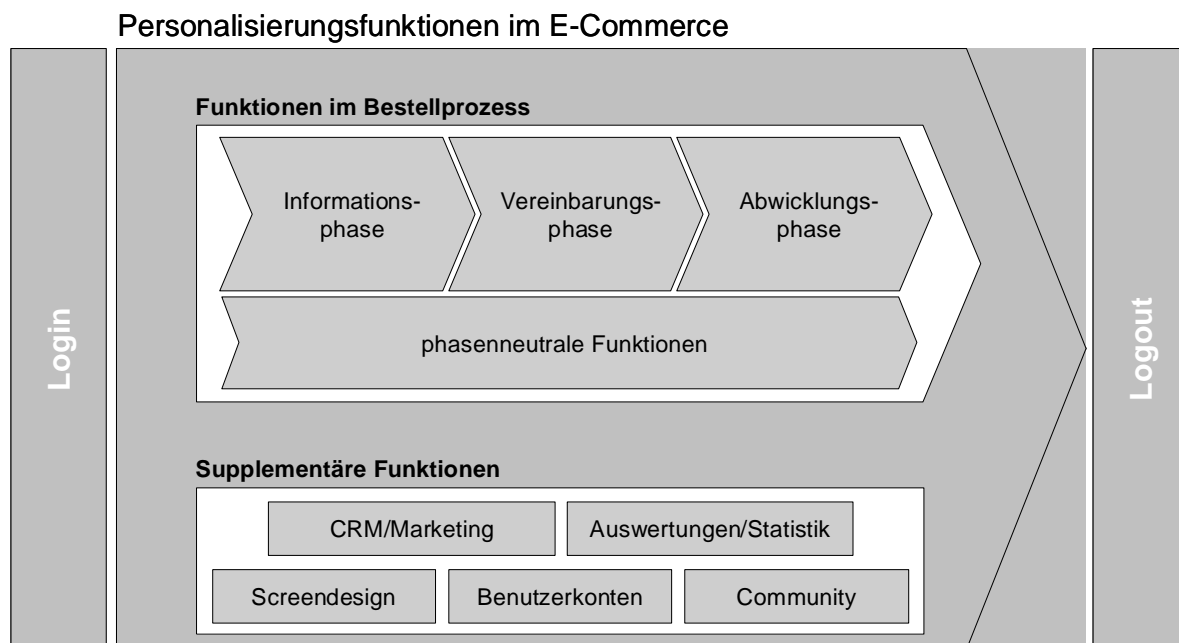 Personalisierungsfunktionen im E-Commerce
Login
Funktionen im Bestellprozess
Informations-
phase
Vereinbarungs-
phase
Abwicklungs-
phase
phasenneutrale Funktionen
Supplementäre Funktionen
CRM/Marketing
Auswertungen/Statistik
Screendesign
Benutzerkonten
Community
Logout